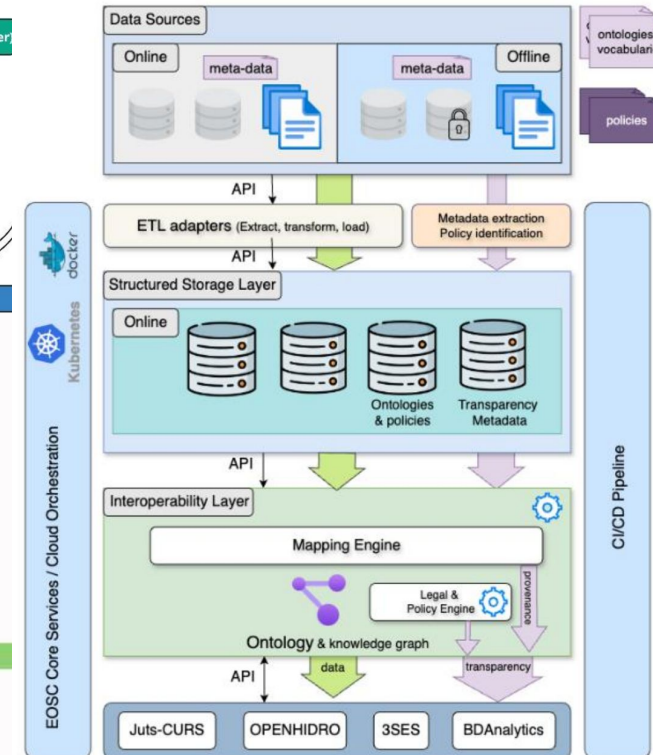 Data Sources
Online
meta-data
meta-data
Offline
ontologies
policies
API
ETL adapters (Extract, transform, load)
Metadata extraction
Policy identification
API
docker
Kubernetes
EOSC Core Services / Cloud Orchestration
Structured Storage Layer
Online
Ontologies
& policies
Transparency
Metadata
API
Interoperability Layer
Mapping Engine
Legal &
Policy Engine
provenance
Ontology & knowledge graph
API
data
transparency
Juts-CURS
OPENHIDRO
3SES
BDAnalytics
CI/CD Pipeline